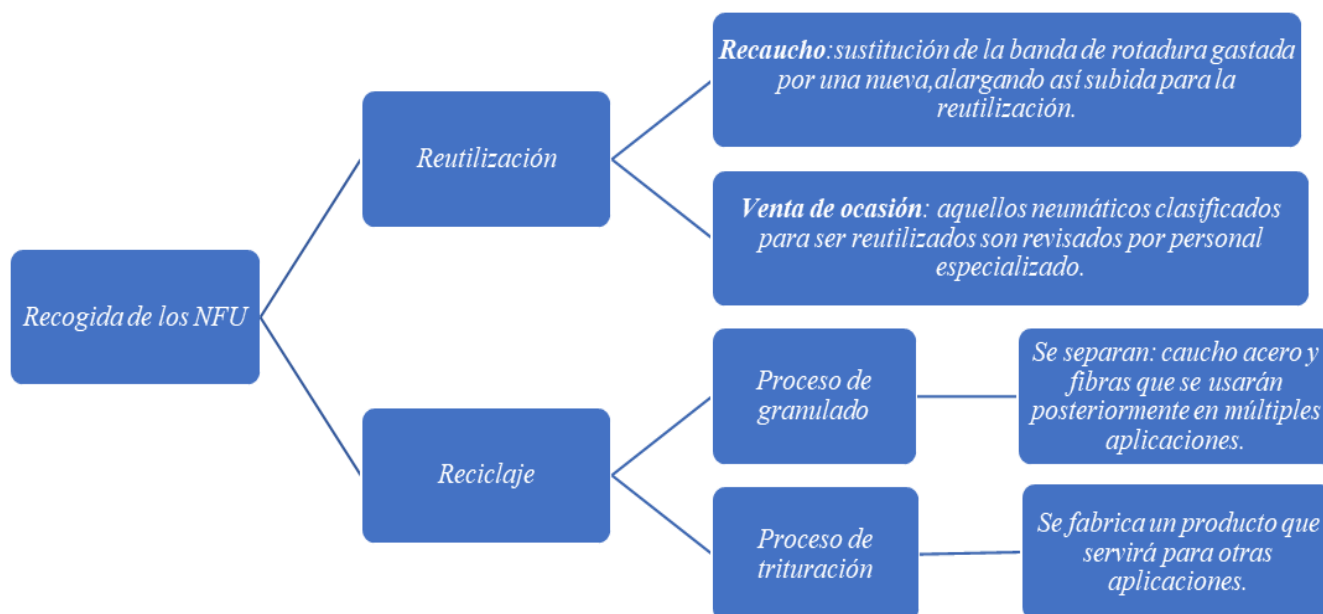 Recaucho:sustitución de la banda de rotadura gastada
por una nueva,alargando así subida para la
reutilización.
Reutilización
Venta de ocasión: aquellos neumáticos clasificados
para ser reutilizados son revisados por personal
especializado.
Recogida de los NFU
Proceso de
granulado
Se separan: caucho acero y
fibras que se usarán
posteriormente en múltiples
aplicaciones.
Reciclaje
Proceso de
trituración
Se fabrica un producto que
servirá para otras
aplicaciones.